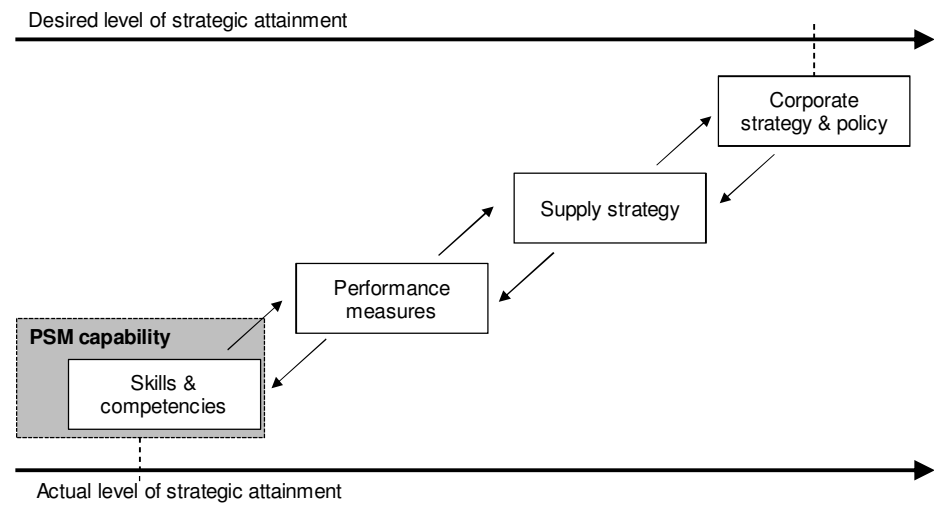 Desired level of strategic attainment
Corporate
strategy & policy
Supply strategy
Performance
measures
PSM capability
Skills &
competencies
Actual level of strategic attainment